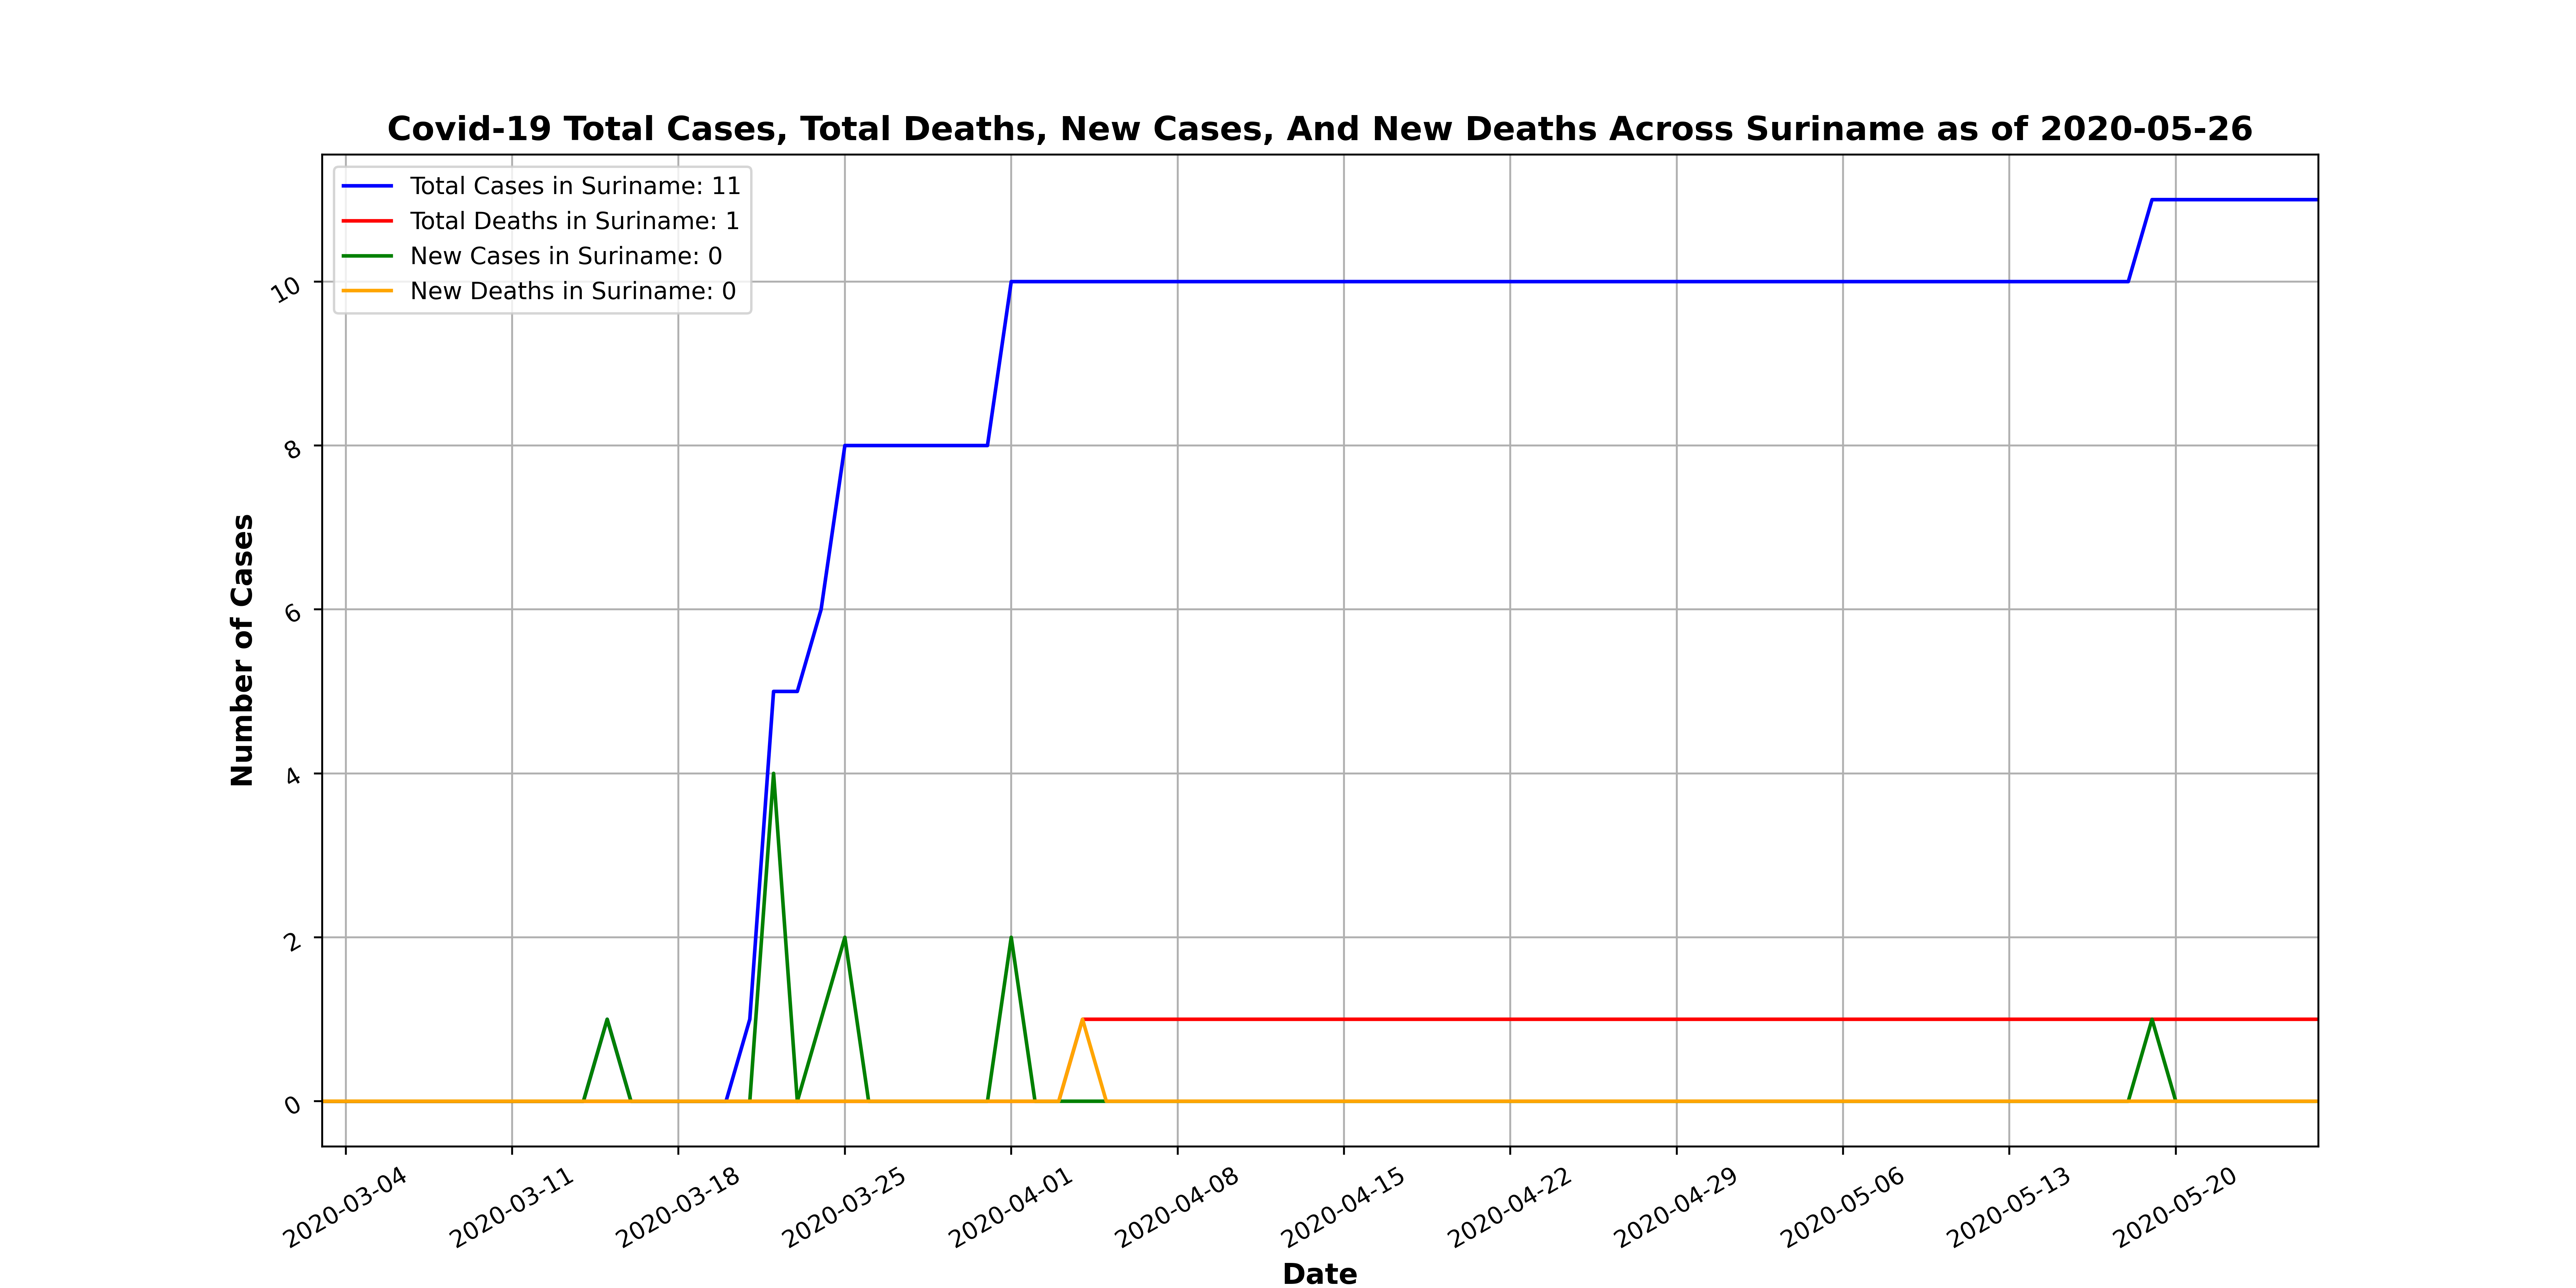 Covid-19 Total Cases, Total Deaths, New Cases, And New Deaths Across Suriname as of 2020-05-26
Total Cases in Suriname: 11
Total Deaths in Suriname: 1
New Cases in Suriname: 0
New Deaths in Suriname: 0
10
8
6
4
2
0
Number of Cases
2020-03-04
2020-03-11
2020-03-18
2020-03-25
2020-04-01
2020-04-08
2020-04-15
2020-04-22
2020-04-29
2020-05-06
2020-05-13
2020-05-20
Date